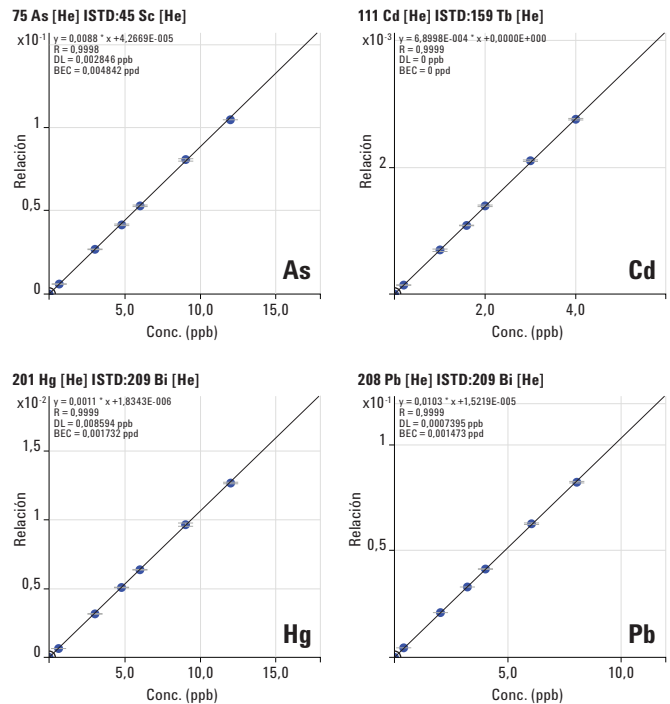 75 As [He] ISTD:45 Sc [He]
x10⁻¹
y = 0,0088 * x +4,2669E-005
R = 0,9998
DL = 0,002846 ppb
BEC = 0,004842 ppb
Relación
1
0,5
0
5,0 10,0 15,0
Conc. (ppb)
As
111 Cd [He] ISTD:159 Tb [He]
x10⁻³
y = 6,8998E-004 * x +0,0000E+000
R = 0,9999
DL = 0 ppb
BEC = 0 ppd
Relación
2
2,0 4,0
Conc. (ppb)
Cd
201 Hg [He] ISTD:209 Bi [He]
x10⁻²
y = 0,0011 * x +1,8343E-006
R = 0,9999
DL = 0,008594 ppd
BEC = 0,001732 ppd
Relación
1,5
1
0,5
0
5,0 10,0 15,0
Conc. (ppb)
Hg
208 Pb [He] ISTD:209 Bi [He]
x10⁻¹
y = 0,0103 * x +1,5219E-005
R = 0,9999
DL = 0,0007395 ppb
BEC = 0,001473 ppd
Relación
1
0,5
5,0 10,0
Conc. (ppb)
Pb